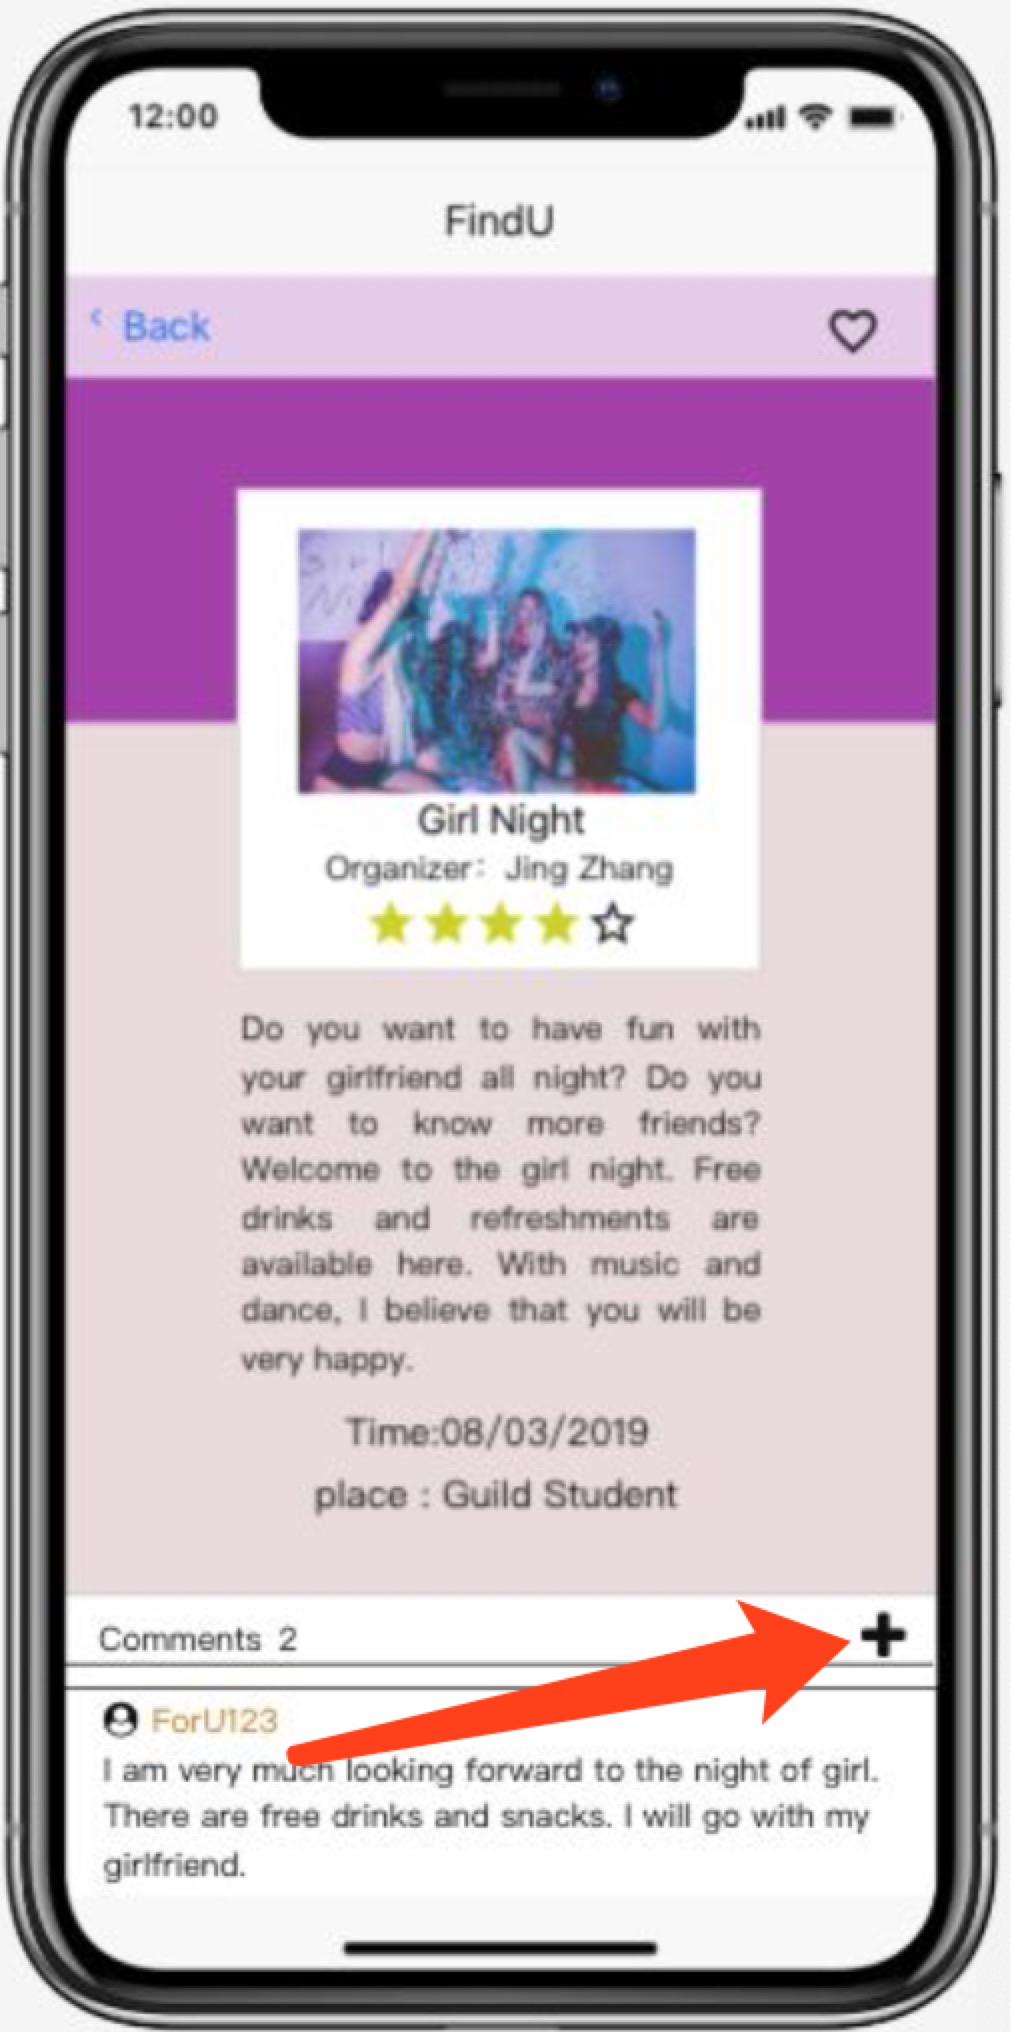 12:00
FindU
Back
Girl Night
Organizer: Jing Zhang
Do you want to have fun with
your girlfriend all night? Do you
want to know more friends?
Welcome to the girl night. Free
drinks and refreshments are
available here. With music and
dance, I believe that you will be
very happy.
Time:08/03/2019
place : Guild Student
Comments 2
ForU123
I am very much looking forward to the night of girl.
There are free drinks and snacks. I will go with my
girlfriend.